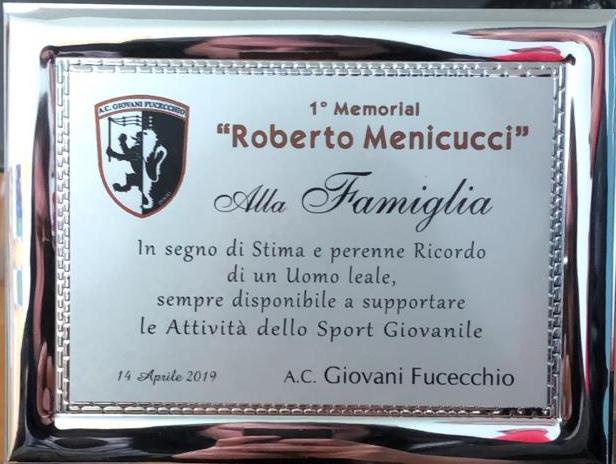 A.C. GIOVANI FUCECCHIO
1° Memorial
“Roberto Menicucci”
Alla Famiglia
In segno di Stima e perenne Ricordo
di un Uomo leale,
sempre disponibile a supportare
le Attività dello Sport Giovanile
14 Aprile 2019 A.C. Giovani Fucecchio